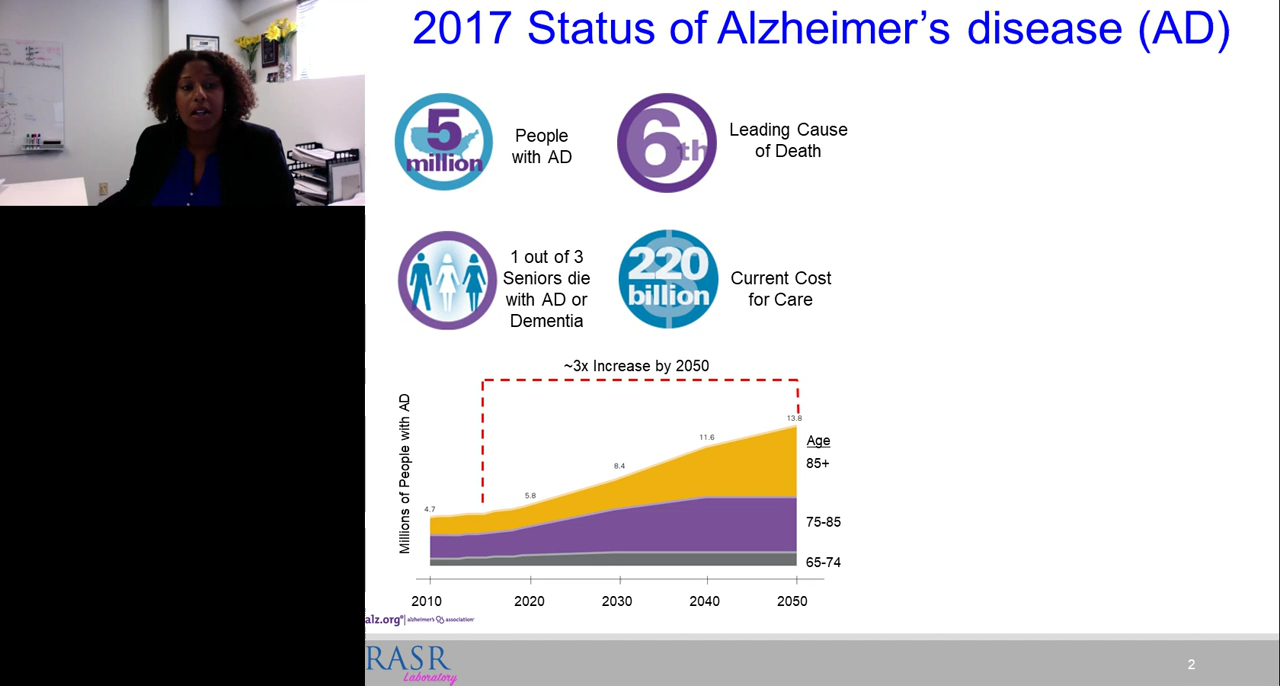 2017 Status of Alzheimer's disease (AD)
5
million
People
with AD
6th
Leading Cause
of Death
1 out of 3
Seniors die
with AD or
Dementia
$
220
billion
Current Cost
for Care
~3x Increase by 2050
Millions of People with AD
4.7
5.8
8.4
11.6
13.8
Age
85+
75-85
65-74
2010 2020 2030 2040 2050
alz.org® | alzheimer's association®
RASR
Laboratory
2